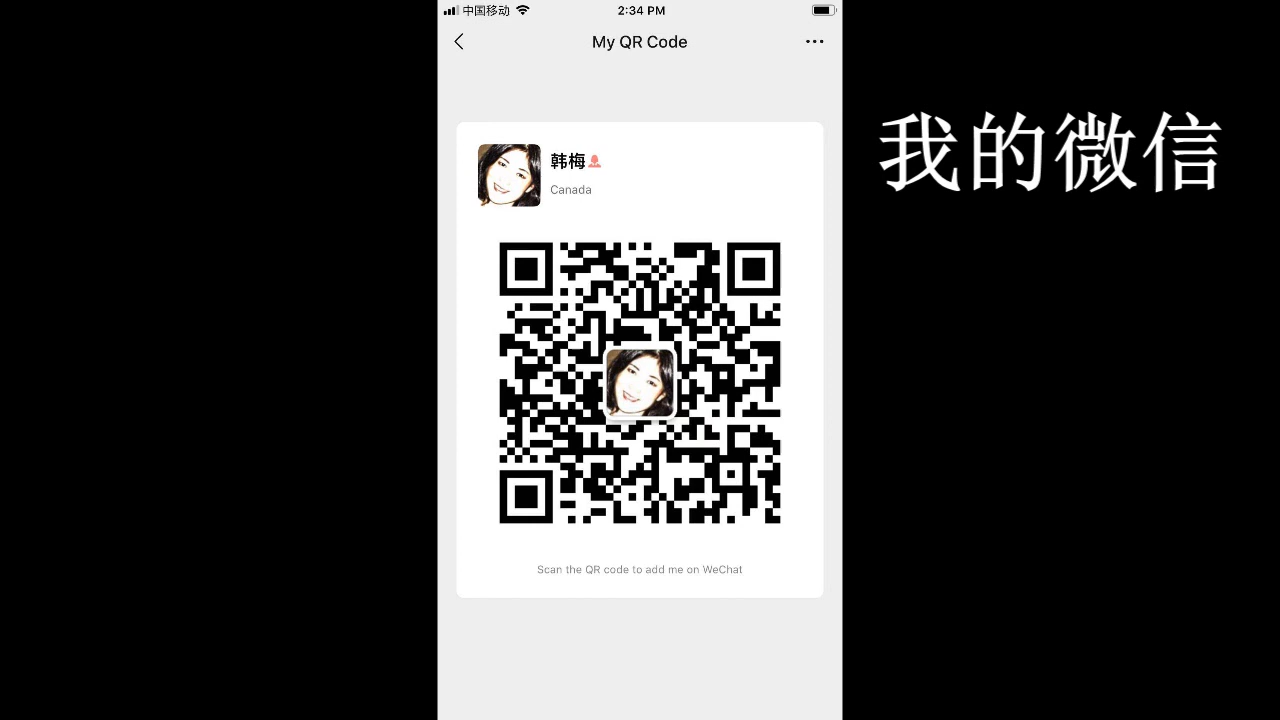 中国移动
2:34 PM
My QR Code
我的微信
韩梅
Canada
Scan the QR code to add me on WeChat